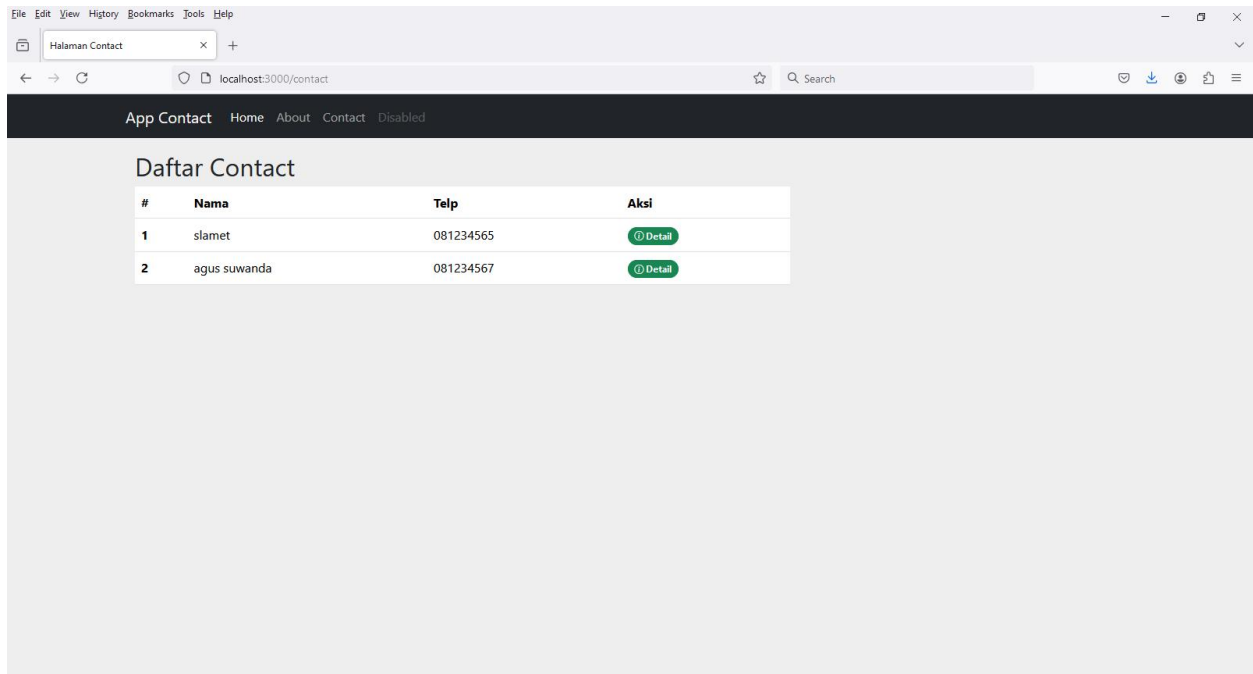 File Edit View History Bookmarks Tools Help
Halaman Contact
localhost:3000/contact Search
App Contact Home About Contact Disabled
Daftar Contact
# Nama Telp Aksi
1 slamet 081234565 Detail
2 agus suwanda 081234567 Detail